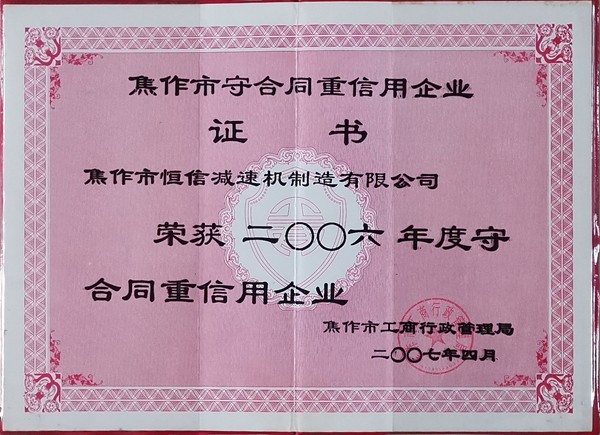 焦作市守合同重信用企业
证 书
焦作市恒信减速机制造有限公司
荣获 二〇〇六 年度守
合同重信用企业
焦作市工商行政管理局
二〇〇七年四月